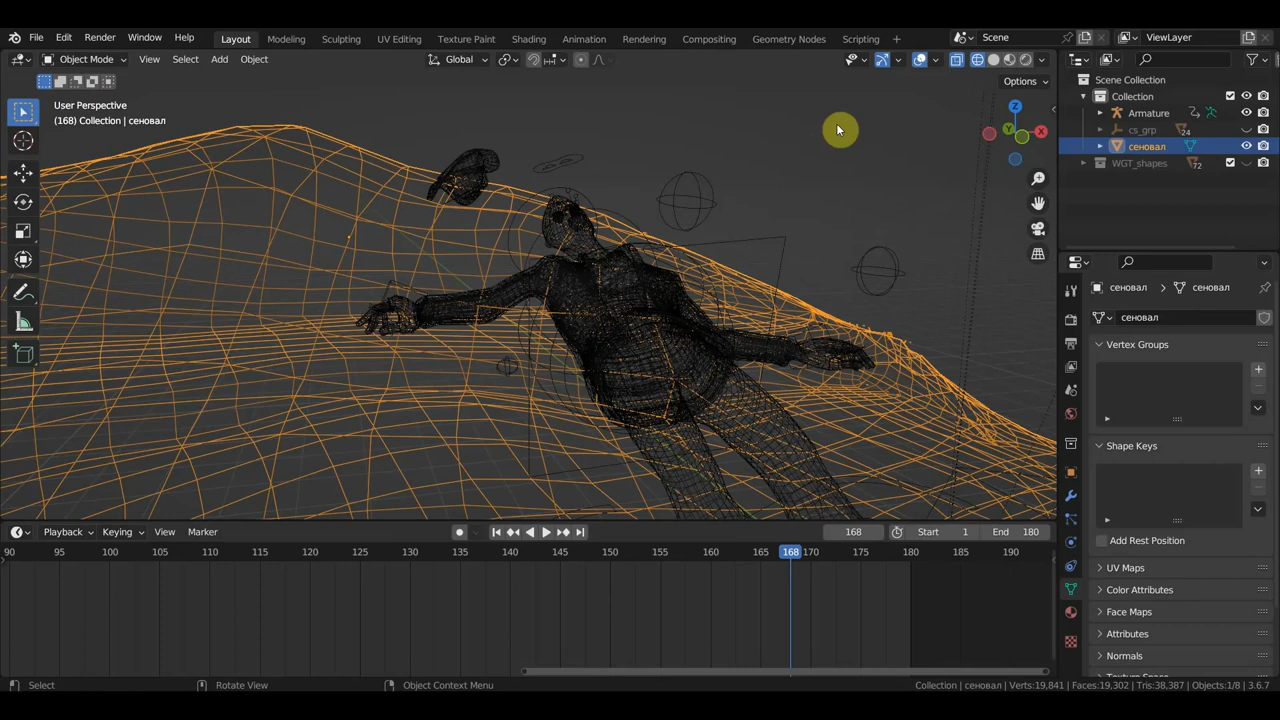 File Edit Render Window Help Layout Modeling Sculpting UV Editing Texture Paint Shading Animation Rendering Compositing Geometry Nodes Scripting + Scene ViewLayer
Object Mode View Select Add Object Global
Options
User Perspective
(168) Collection | сеновал
Z
Y
X
Scene Collection
Collection
Armature
cs_grp 24
сеновал
WGT_shapes 72
сеновал > сеновал
сеновал
Vertex Groups
Shape Keys
Add Rest Position
UV Maps
Color Attributes
Face Maps
Attributes
Normals
Texture Space
Playback Keying View Marker 168 Start 1 End 180
90 95 100 105 110 115 120 125 130 135 140 145 150 155 160 165 168 170 175 180 185 190
Select Rotate View Object Context Menu Collection | сеновал | Verts:19,841 | Faces:19,302 | Tris:38,387 | Objects:1/8 | 3.6.7